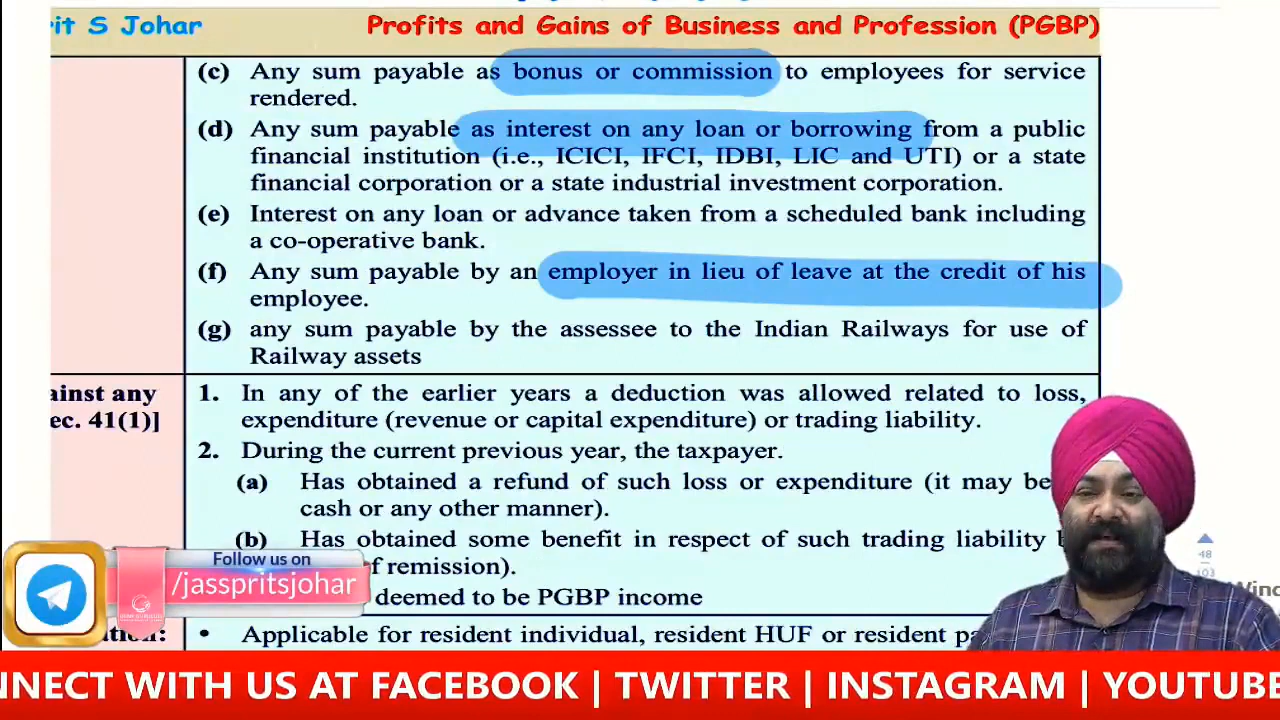 rit S Johar
Profits and Gains of Business and Profession (PGBP)
(c) Any sum payable as bonus or commission to employees for service
rendered.
(d) Any sum payable as interest on any loan or borrowing from a public
financial institution (i.e., ICICI, IFCI, IDBI, LIC and UTI) or a state
financial corporation or a state industrial investment corporation.
(e) Interest on any loan or advance taken from a scheduled bank including
a co-operative bank.
(f) Any sum payable by an employer in lieu of leave at the credit of his
employee.
(g) any sum payable by the assessee to the Indian Railways for use of
Railway assets
ainst any
ec. 41(1)]
1. In any of the earlier years a deduction was allowed related to loss,
expenditure (revenue or capital expenditure) or trading liability.
2. During the current previous year, the taxpayer.
(a) Has obtained a refund of such loss or expenditure (it may be
cash or any other manner).
(b) Has obtained some benefit in respect of such trading liability
f remission).
deemed to be PGBP income
• Applicable for resident individual, resident HUF or resident pa
Follow us on
/jasspritsjohar
48
103
Wind
NNECT WITH US AT FACEBOOK | TWITTER | INSTAGRAM | YOUTUBE